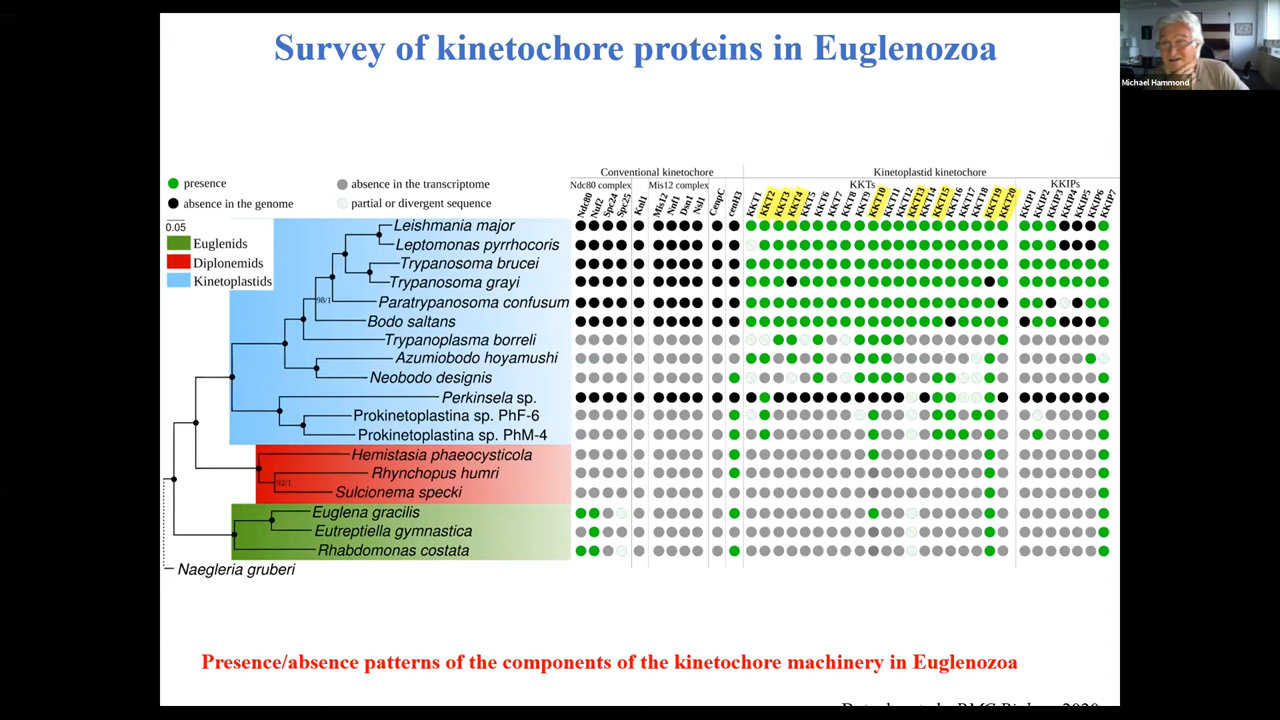 Survey of kinetochore proteins in Euglenozoa
Michael Hammond
Conventional kinetochore
Kinetoplastid kinetochore
presence
absence in the transcriptome
absence in the genome
partial or divergent sequence
Ndc80 complex
Mis12 complex
KKTs
KKIPs
Ndc80 Nuf2 Spc24 Spc25 Knl1 Mis12 Nnf1 Dsn1 Nsl1 CenpC cenH3 KKT1 KKT2 KKT3 KKT4 KKT5 KKT6 KKT7 KKT8 KKT9 KKT10 KKT11 KKT12 KKT13 KKT14 KKT15 KKT16 KKT17 KKT18 KKT19 KKT20 KKIP1 KKIP2 KKIP3 KKIP4 KKIP5 KKIP6 KKIP7
0.05
Euglenids
Diplonemids
Kinetoplastids
Leishmania major
Leptomonas pyrrhocoris
Trypanosoma brucei
Trypanosoma grayi
98/1
Paratrypanosoma confusum
Bodo saltans
Trypanoplasma borreli
Azumiobodo hoyamushi
Neobodo designis
Perkinsela sp.
Prokinetoplastina sp. PhF-6
Prokinetoplastina sp. PhM-4
Hemistasia phaeocysticola
Rhynchopus humri
92/1
Sulcionema specki
Euglena gracilis
Eutreptiella gymnastica
Rhabdomonas costata
Naegleria gruberi
Presence/absence patterns of the components of the kinetochore machinery in Euglenozoa